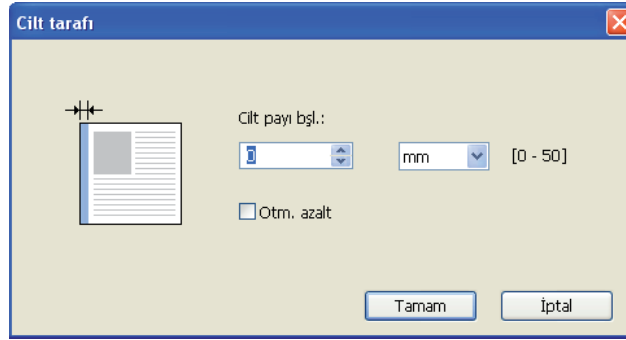 Cilt tarafı
Cilt payı bşl.:
0 mm [0 - 50]
Otm. azalt
Tamam İptal